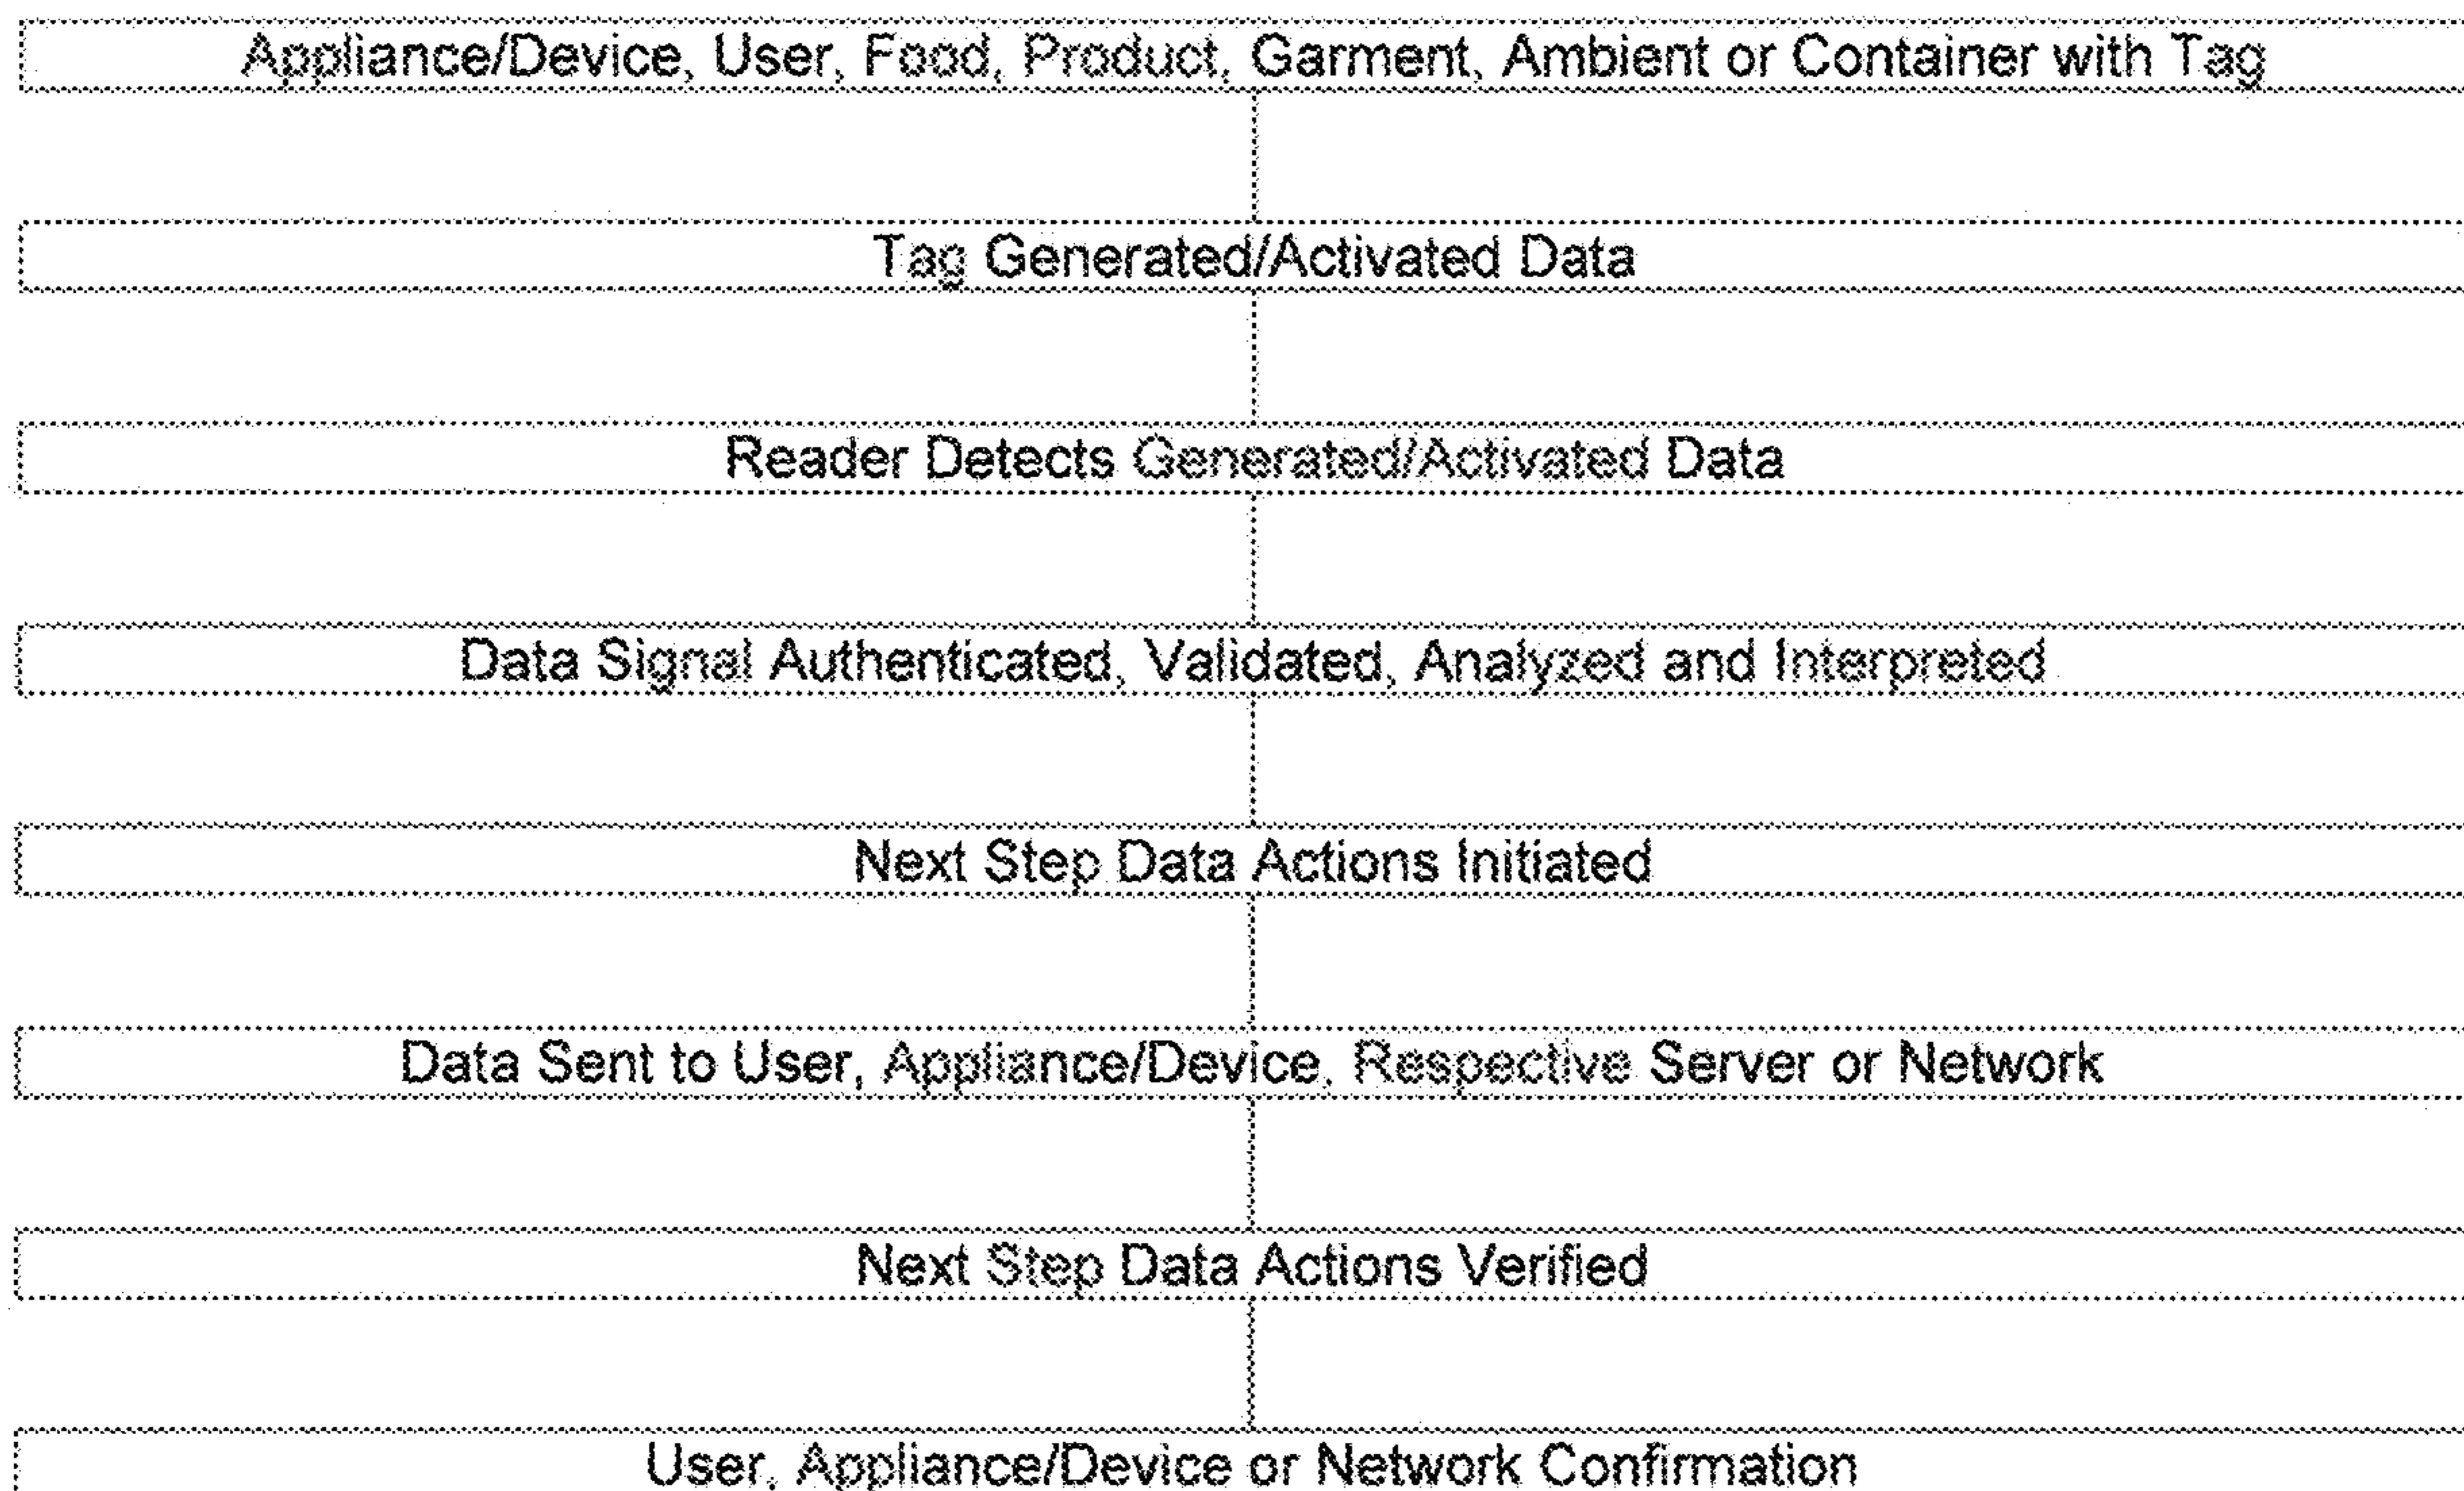 Appliance/Device, User, Food, Product, Garment, Ambient or Container with Tag
Tag Generated/Activated Data
Reader Detects Generated/Activated Data
Data Signal Authenticated, Validated, Analyzed and Interpreted
Next Step Data Actions Initiated
Data Sent to User, Appliance/Device, Respective Server or Network
Next Step Data Actions Verified
User, Appliance/Device or Network Confirmation